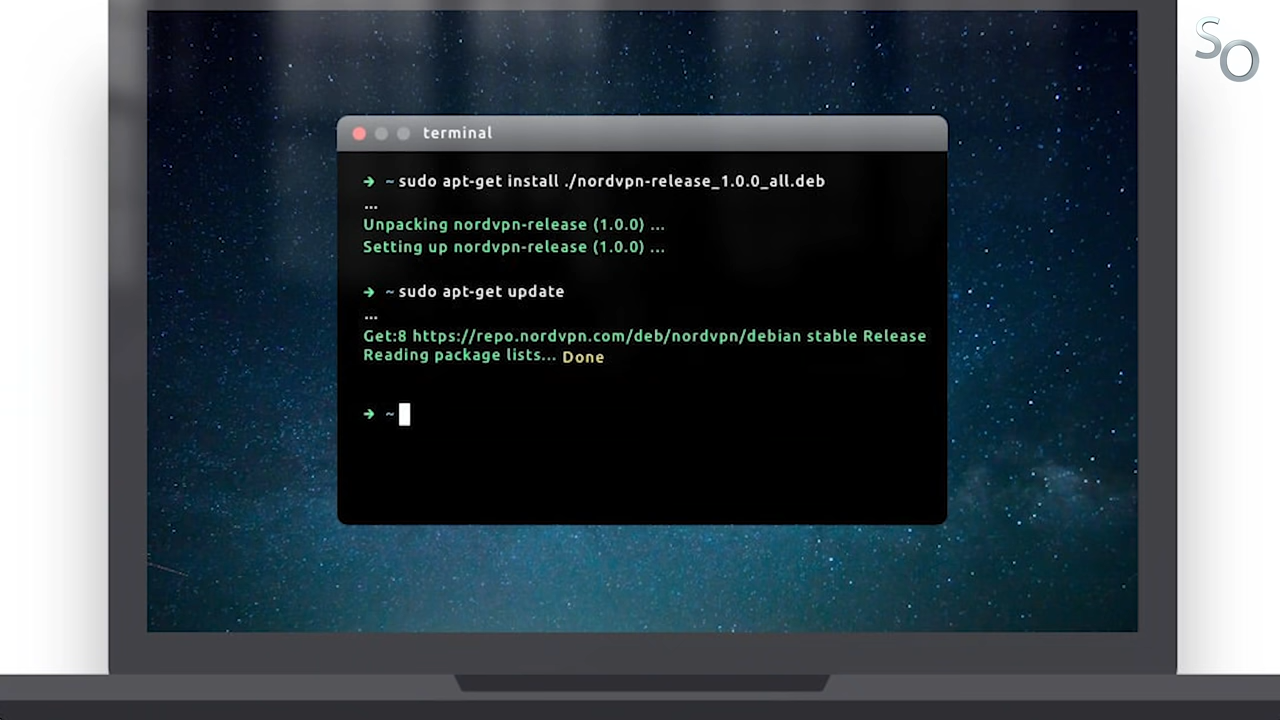 SO
terminal
➔ ~ sudo apt-get install ./nordvpn-release_1.0.0_all.deb
...
Unpacking nordvpn-release (1.0.0) ...
Setting up nordvpn-release (1.0.0) ...
➔ ~ sudo apt-get update
...
Get:8 https://repo.nordvpn.com/deb/nordvpn/debian stable Release
Reading package lists... Done
➔ ~